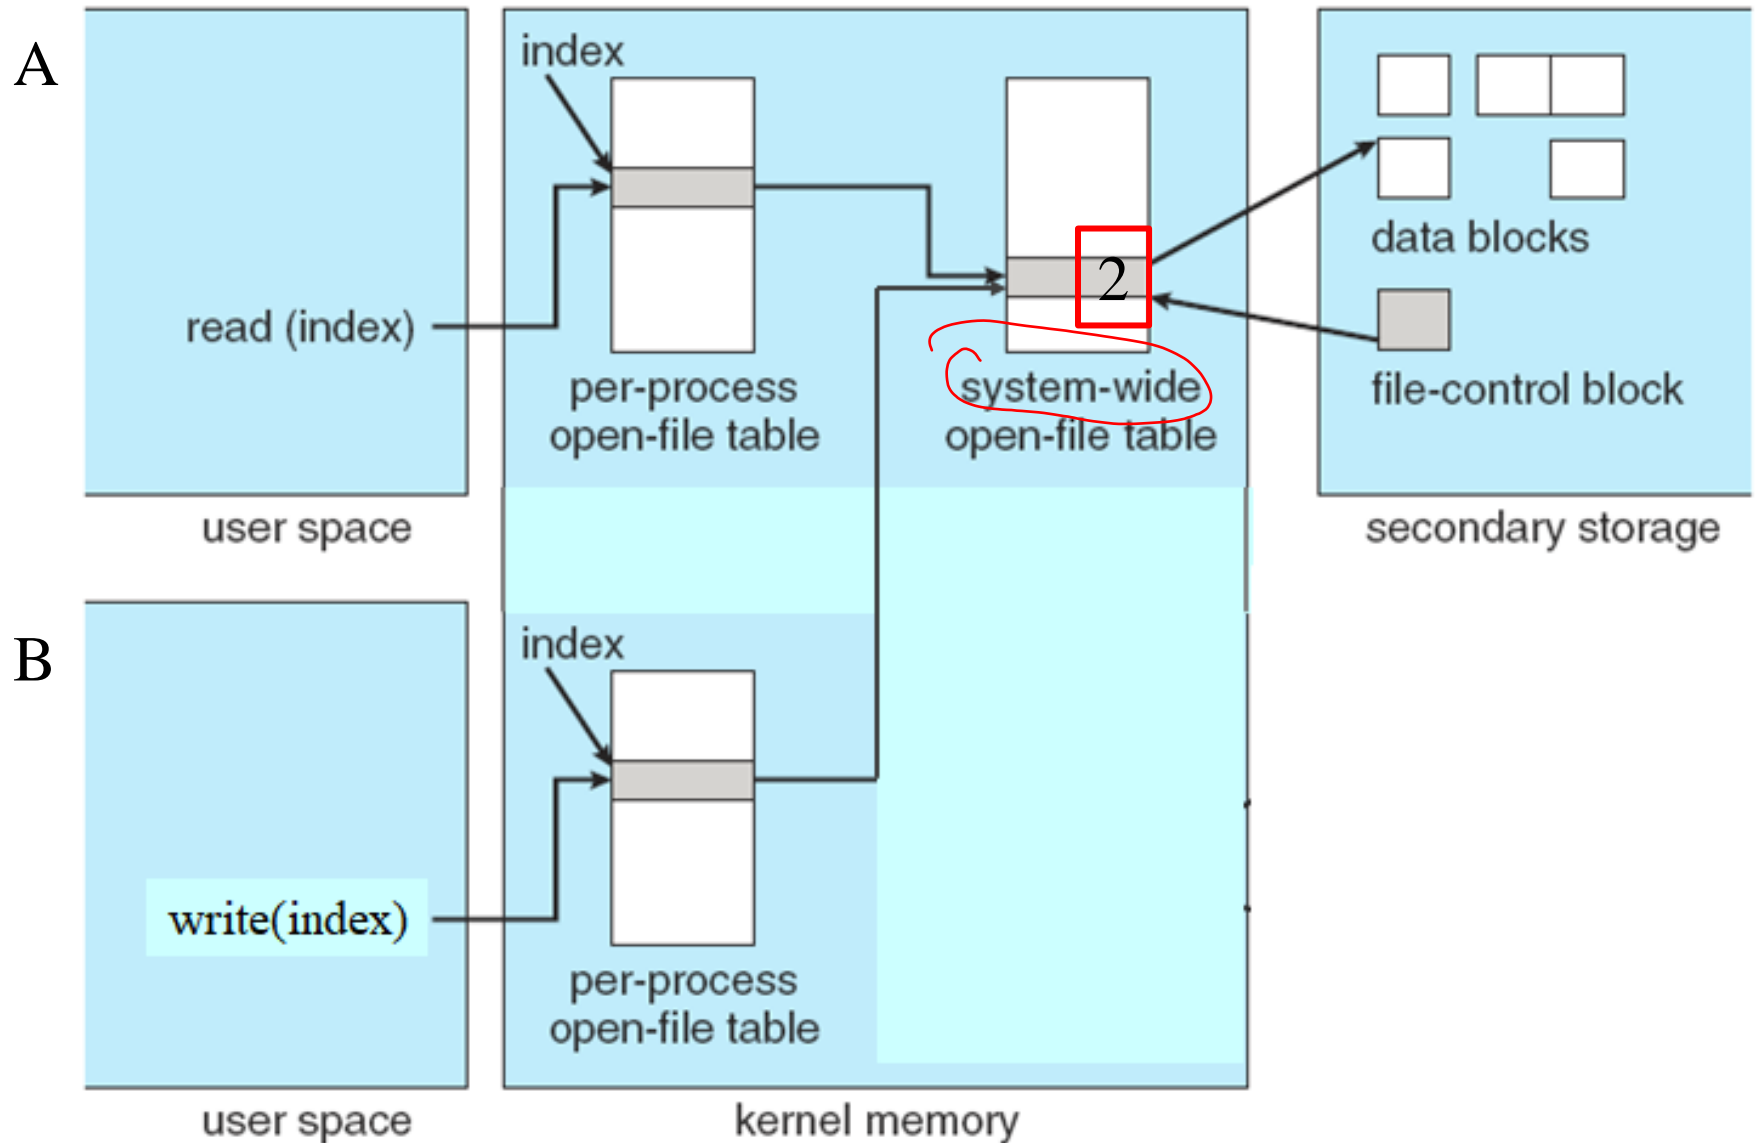 A
index
2
data blocks
read (index)
per-process
open-file table
system-wide
open-file table
file-control block
user space
secondary storage
B
index
write(index)
per-process
open-file table
user space
kernel memory